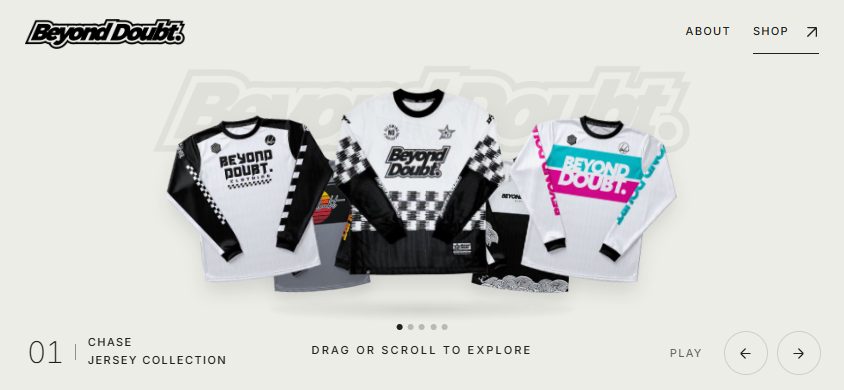 Beyond Doubt.
ABOUT
SHOP
Beyond Doubt.
BEYOND
DOUBT.
CLOTHING
Beyond
Doubt.
BEYOND
DOUBT.
01
CHASE
JERSEY COLLECTION
DRAG OR SCROLL TO EXPLORE
PLAY